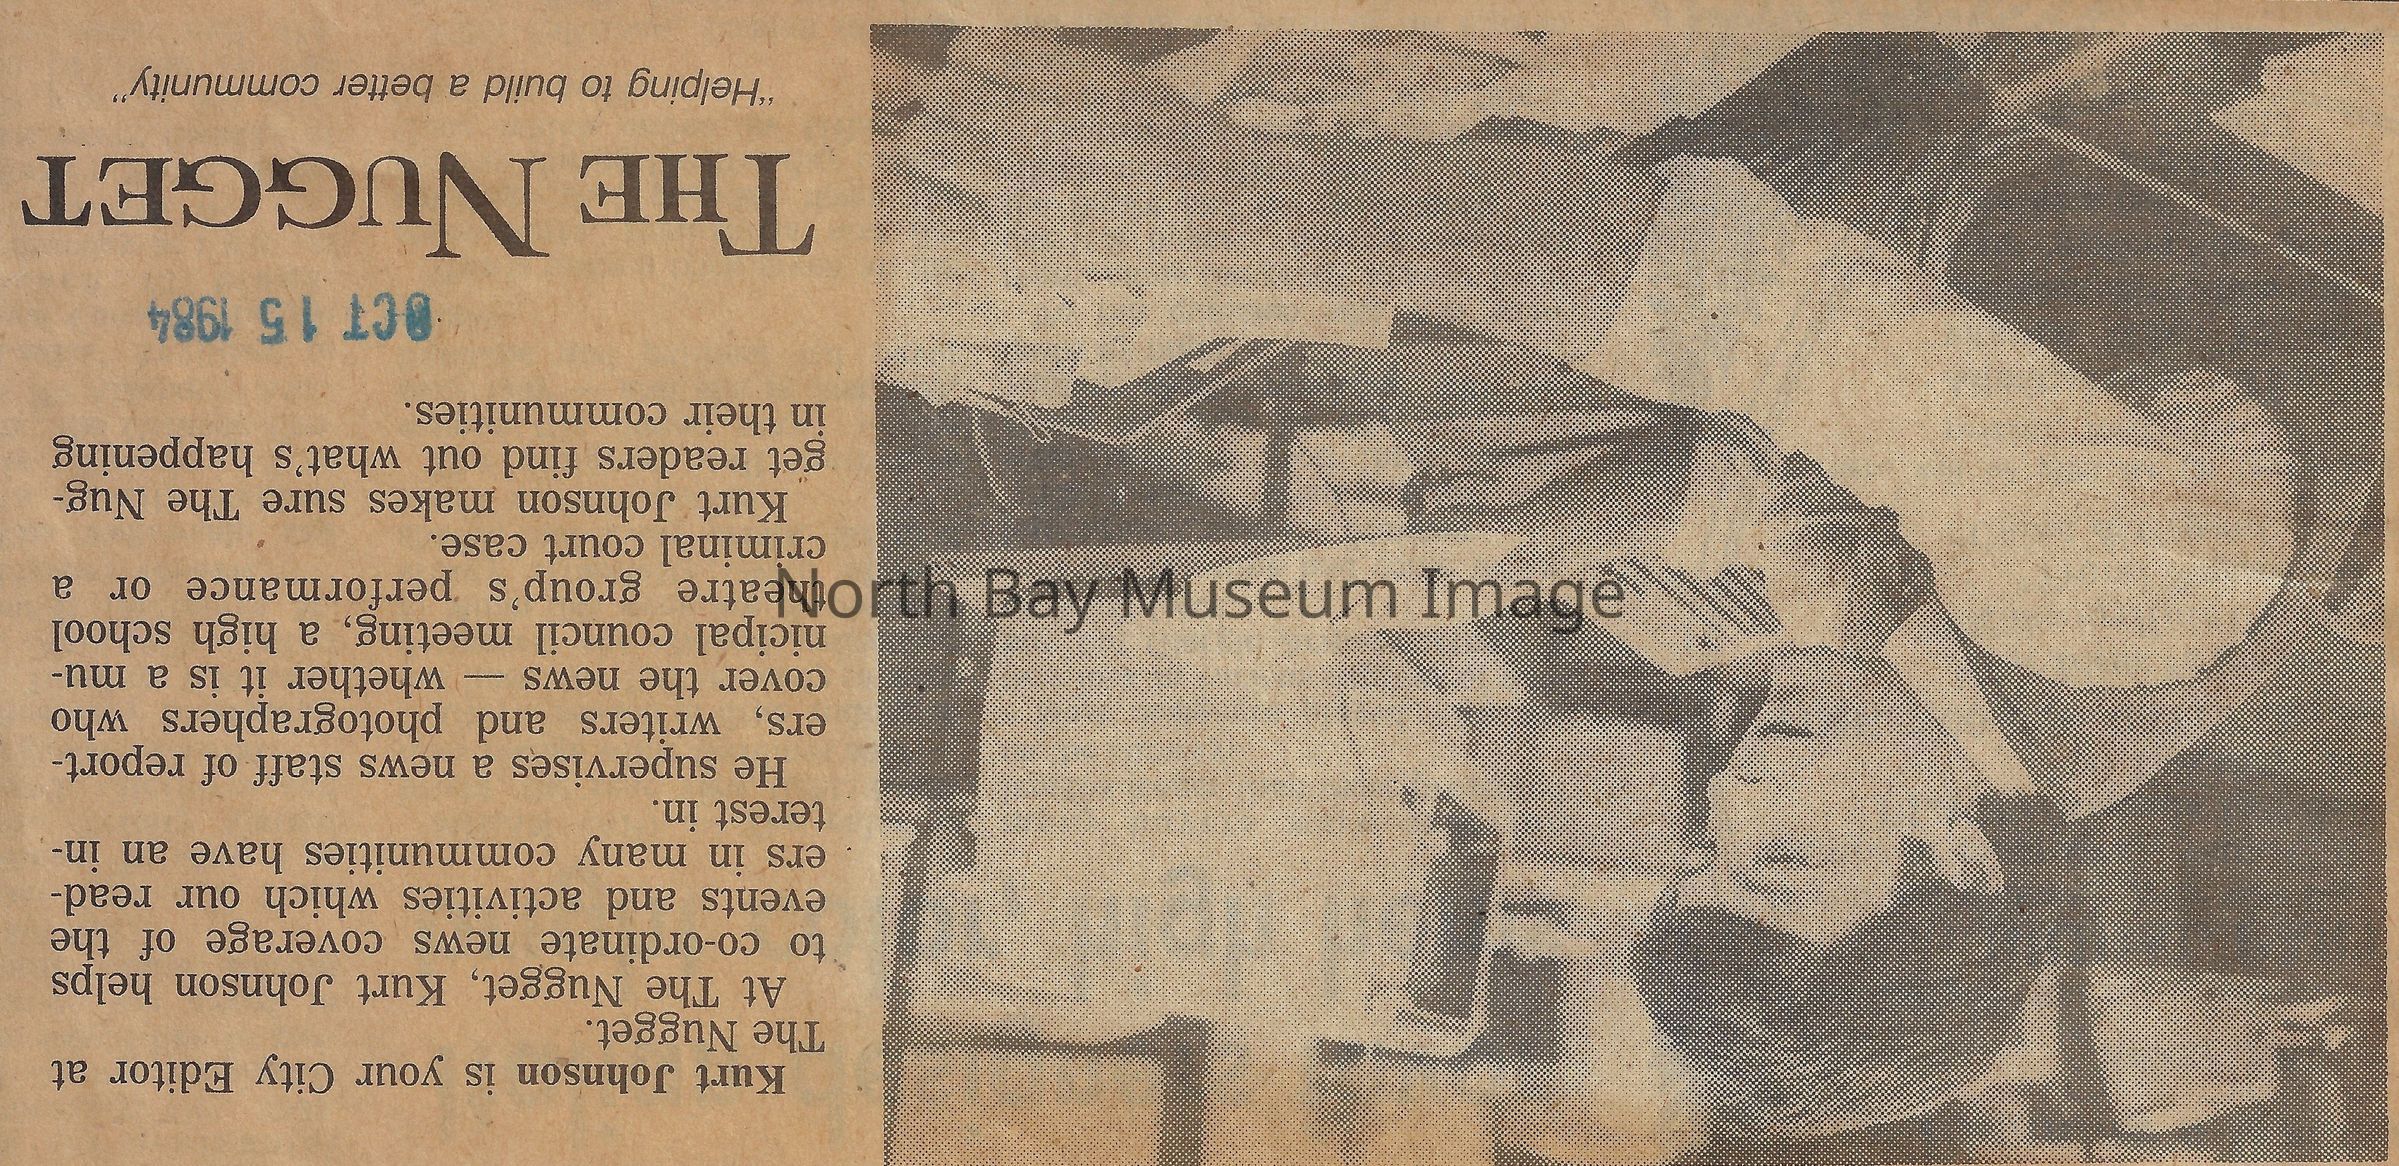 Kurt Johnson is your City Editor at
The Nugget.
At The Nugget, Kurt Johnson helps
to co-ordinate news coverage of the
events and activities which our read-
ers in many communities have an in-
terest in.
He supervises a news staff of report-
ers, writers and photographers who
cover the news — whether it is a mu-
nicipal council meeting, a high school
theatre group's performance or a
criminal court case.
Kurt Johnson makes sure The Nug-
get readers find out what's happening
in their communities.
OCT 15 1984
THE NUGGET
"Helping to build a better community"
North Bay Museum Image